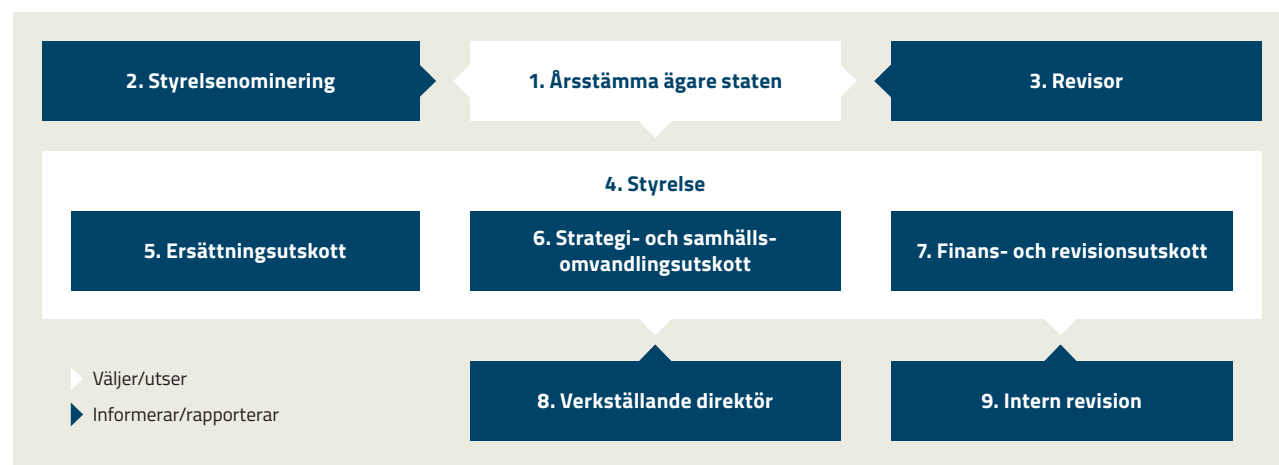 2. Styrelsenominering
1. Årsstämma ägare staten
3. Revisor
4. Styrelse
5. Ersättningsutskott
6. Strategi- och samhälls-
omvandlingsutskott
7. Finans- och revisionsutskott
Väljer/utser
Informerar/rapporterar
8. Verkställande direktör
9. Intern revision